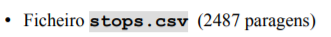 • Ficheiro stops.csv (2487 paragens)